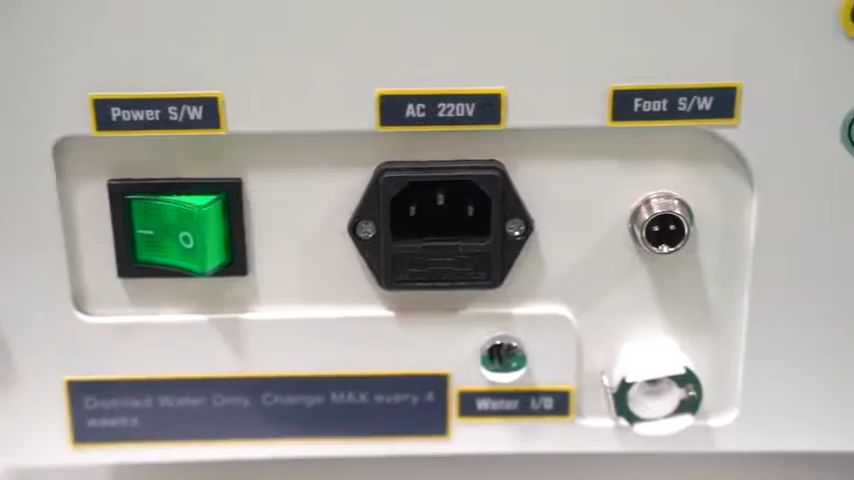 Power S/W
AC 220V
Foot S/W
Distilled Water Only. Change MAX every 4
weeks
Water I/O